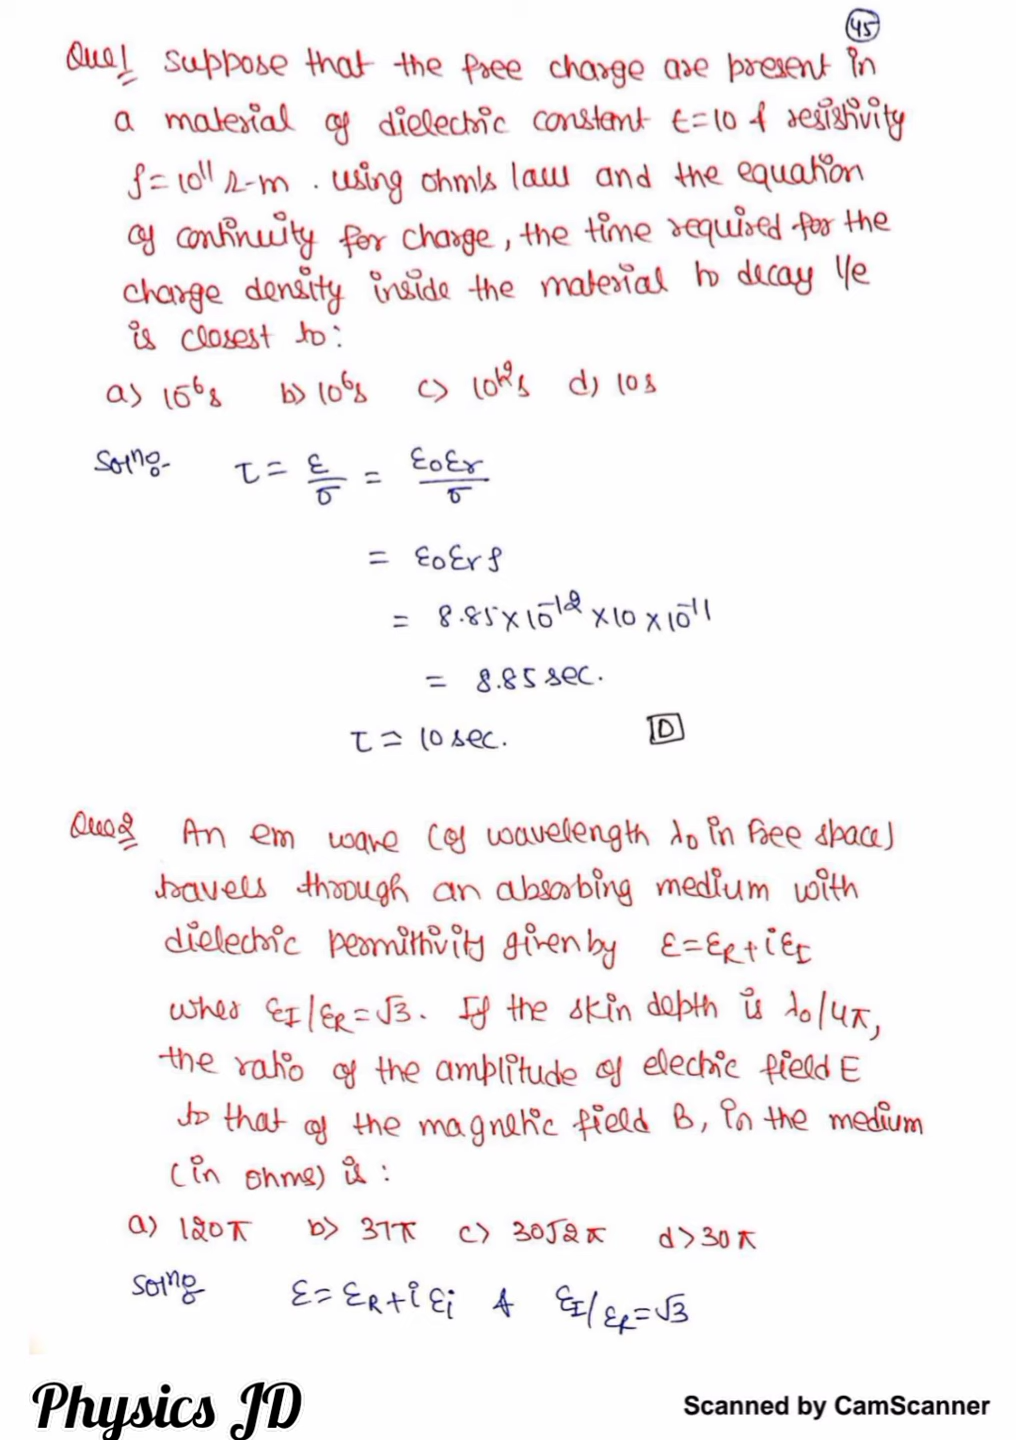 45
Que1 Suppose that the free charge are present in
a material of dielectric constant ε=10 & resistivity
ρ=10¹¹ Ω-m. using ohm's law and the equation
of continuity for charge, the time required for the
charge density inside the material to decay 1/e
is closest to:
a) 10⁻⁶s b) 10⁶s c) 10¹²s d) 10s
Solng- τ = ε/σ = ε₀εr/σ
= ε₀εrρ
= 8.85×10⁻¹²×10×10⁻¹¹
= 8.85 sec.
τ ≃ 10 sec. D
Que2 An em wave (of wavelength λ₀ in free space)
travels through an absorbing medium with
dielectric permittivity given by ε=εR+iεI
wher εI/εR=√3. If the skin depth is λ₀/4π,
the ratio of the amplitude of electric field E
to that of the magnetic field B, in the medium
(in ohms) is:
a) 120π b) 37π c) 30√2π d) 30π
Solng ε=εR+iεi & εI/εR=√3
Physics JD
Scanned by CamScanner